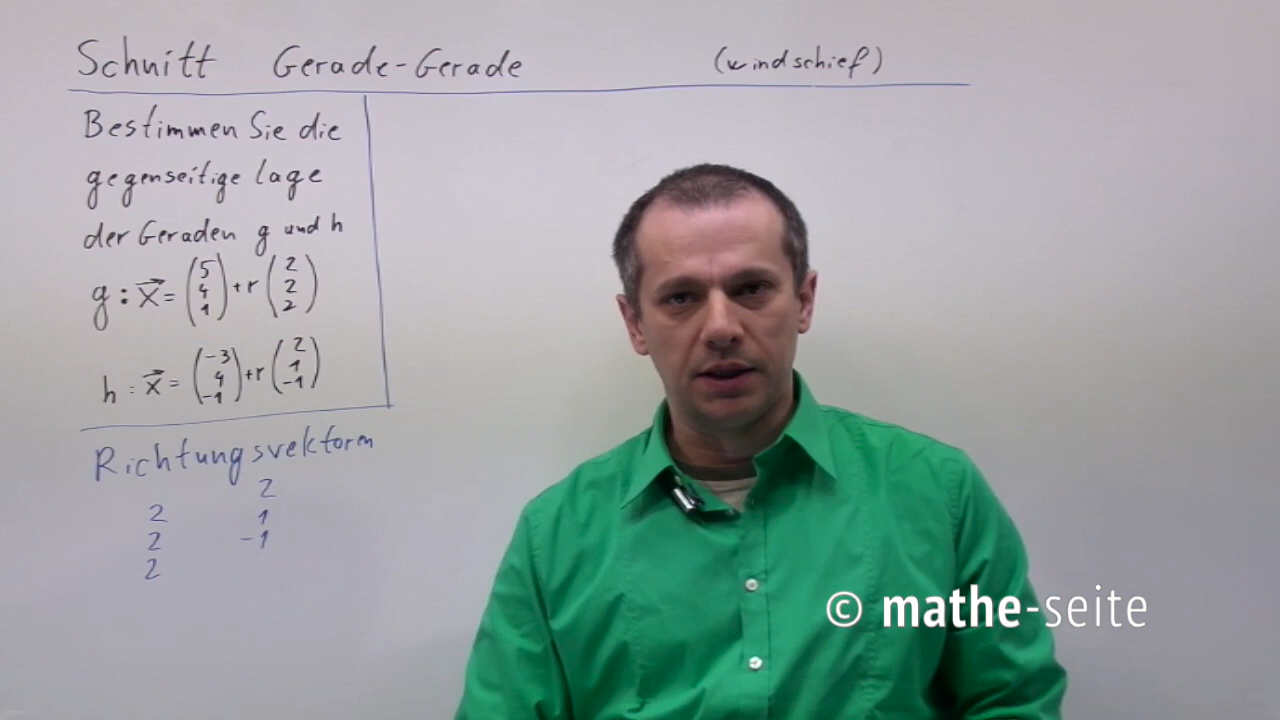 Schnitt Gerade-Gerade (windschief)
Bestimmen Sie die
gegenseitige Lage
der Geraden g und h
g: x⃗ = (5 4 1) + r (2 2 2)
h: x⃗ = (-3 4 -1) + r (2 1 -1)
Richtungsvektoren
2 2
2 1
2 -1
© mathe-seite